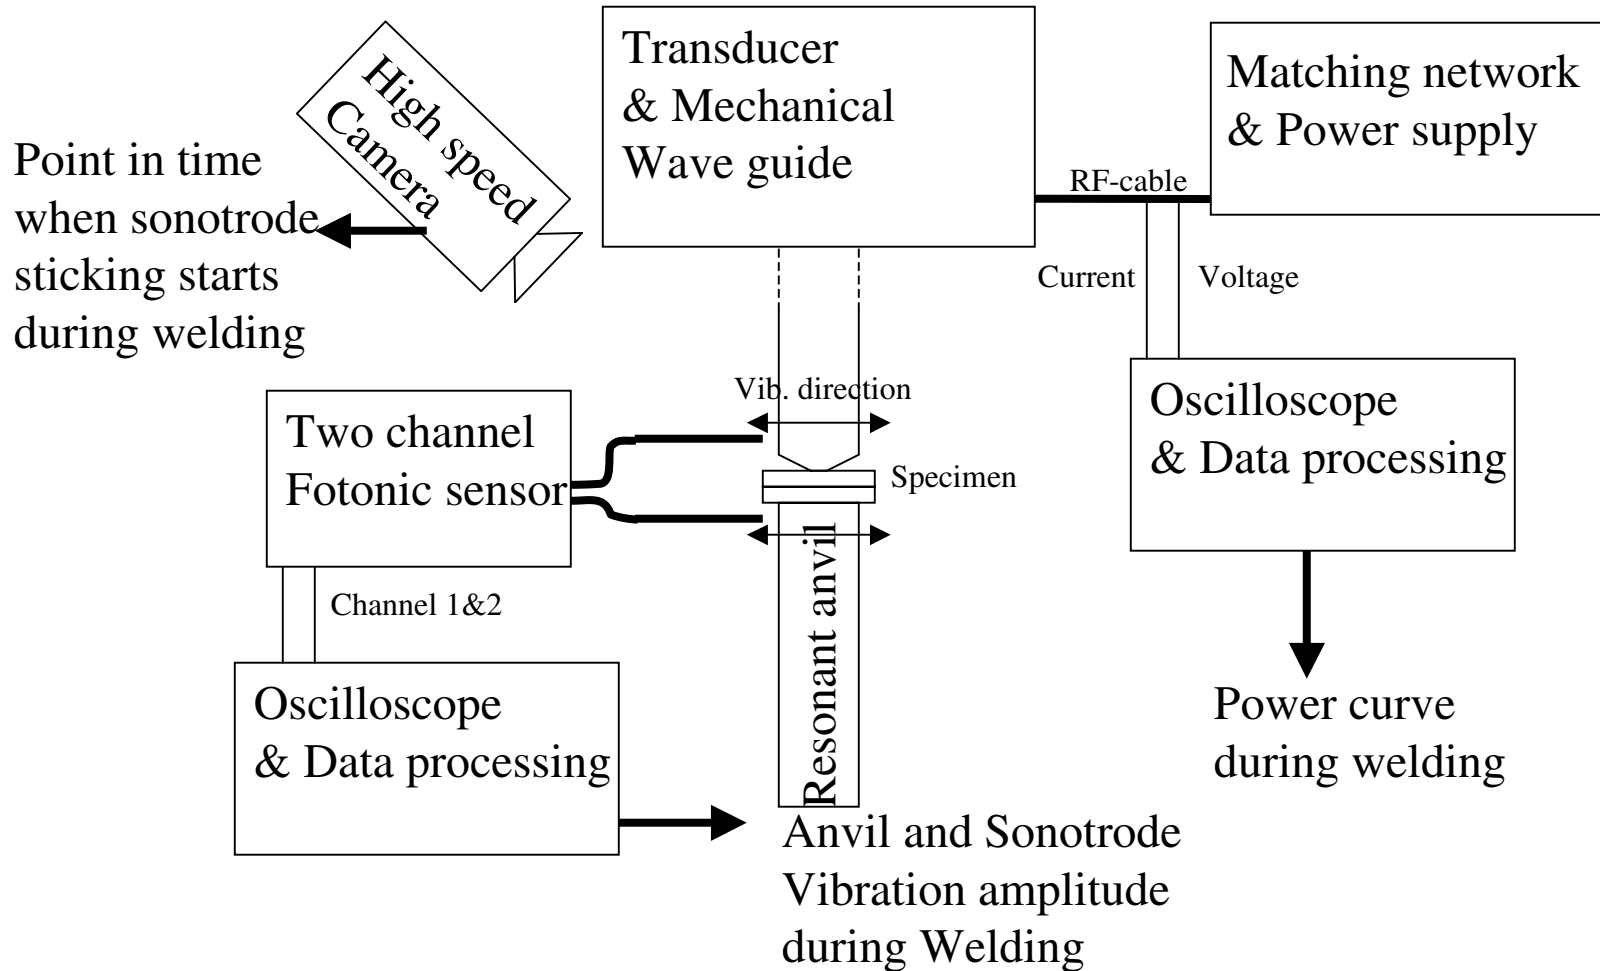 High speed
Camera
Point in time
when sonotrode
sticking starts
during welding
Transducer
& Mechanical
Wave guide
Matching network
& Power supply
RF-cable
Current
Voltage
Vib. direction
Two channel
Fotonic sensor
Specimen
Oscilloscope
& Data processing
Channel 1&2
Resonant anvil
Oscilloscope
& Data processing
Power curve
during welding
Anvil and Sonotrode
Vibration amplitude
during Welding